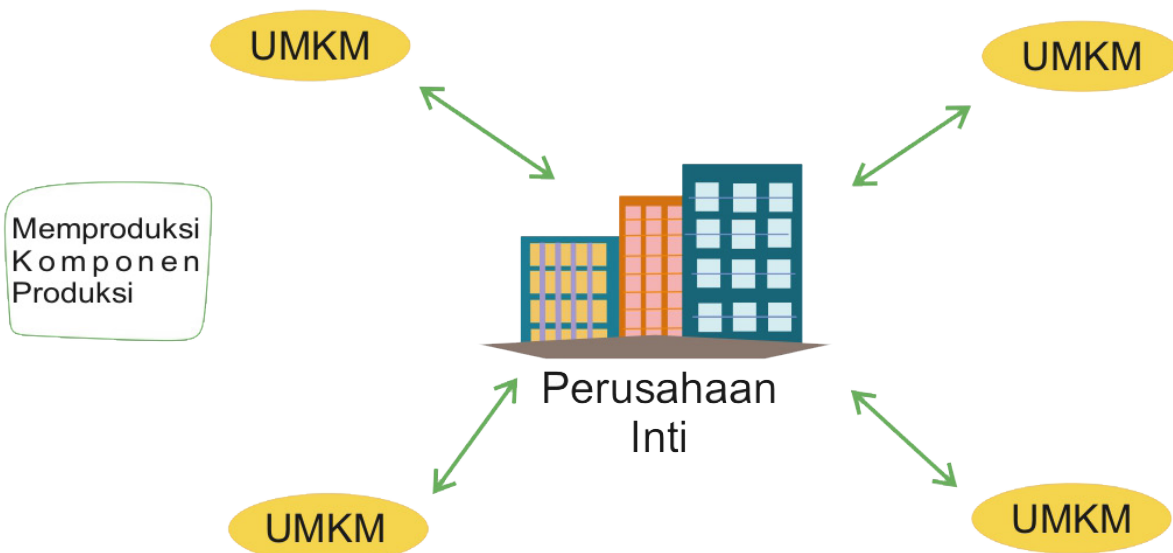 UMKM
UMKM
Memproduksi
Komponen
Produksi
Perusahaan
Inti
UMKM
UMKM